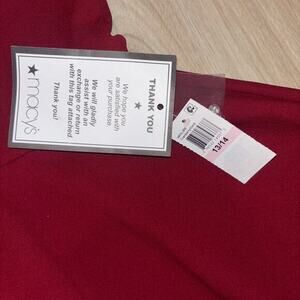 THANK YOU
We hope you
are satisfied with
your purchase
We will gladly
assist with an
exchange or return
with this tag attached
Thank you!
★macy's
13/14